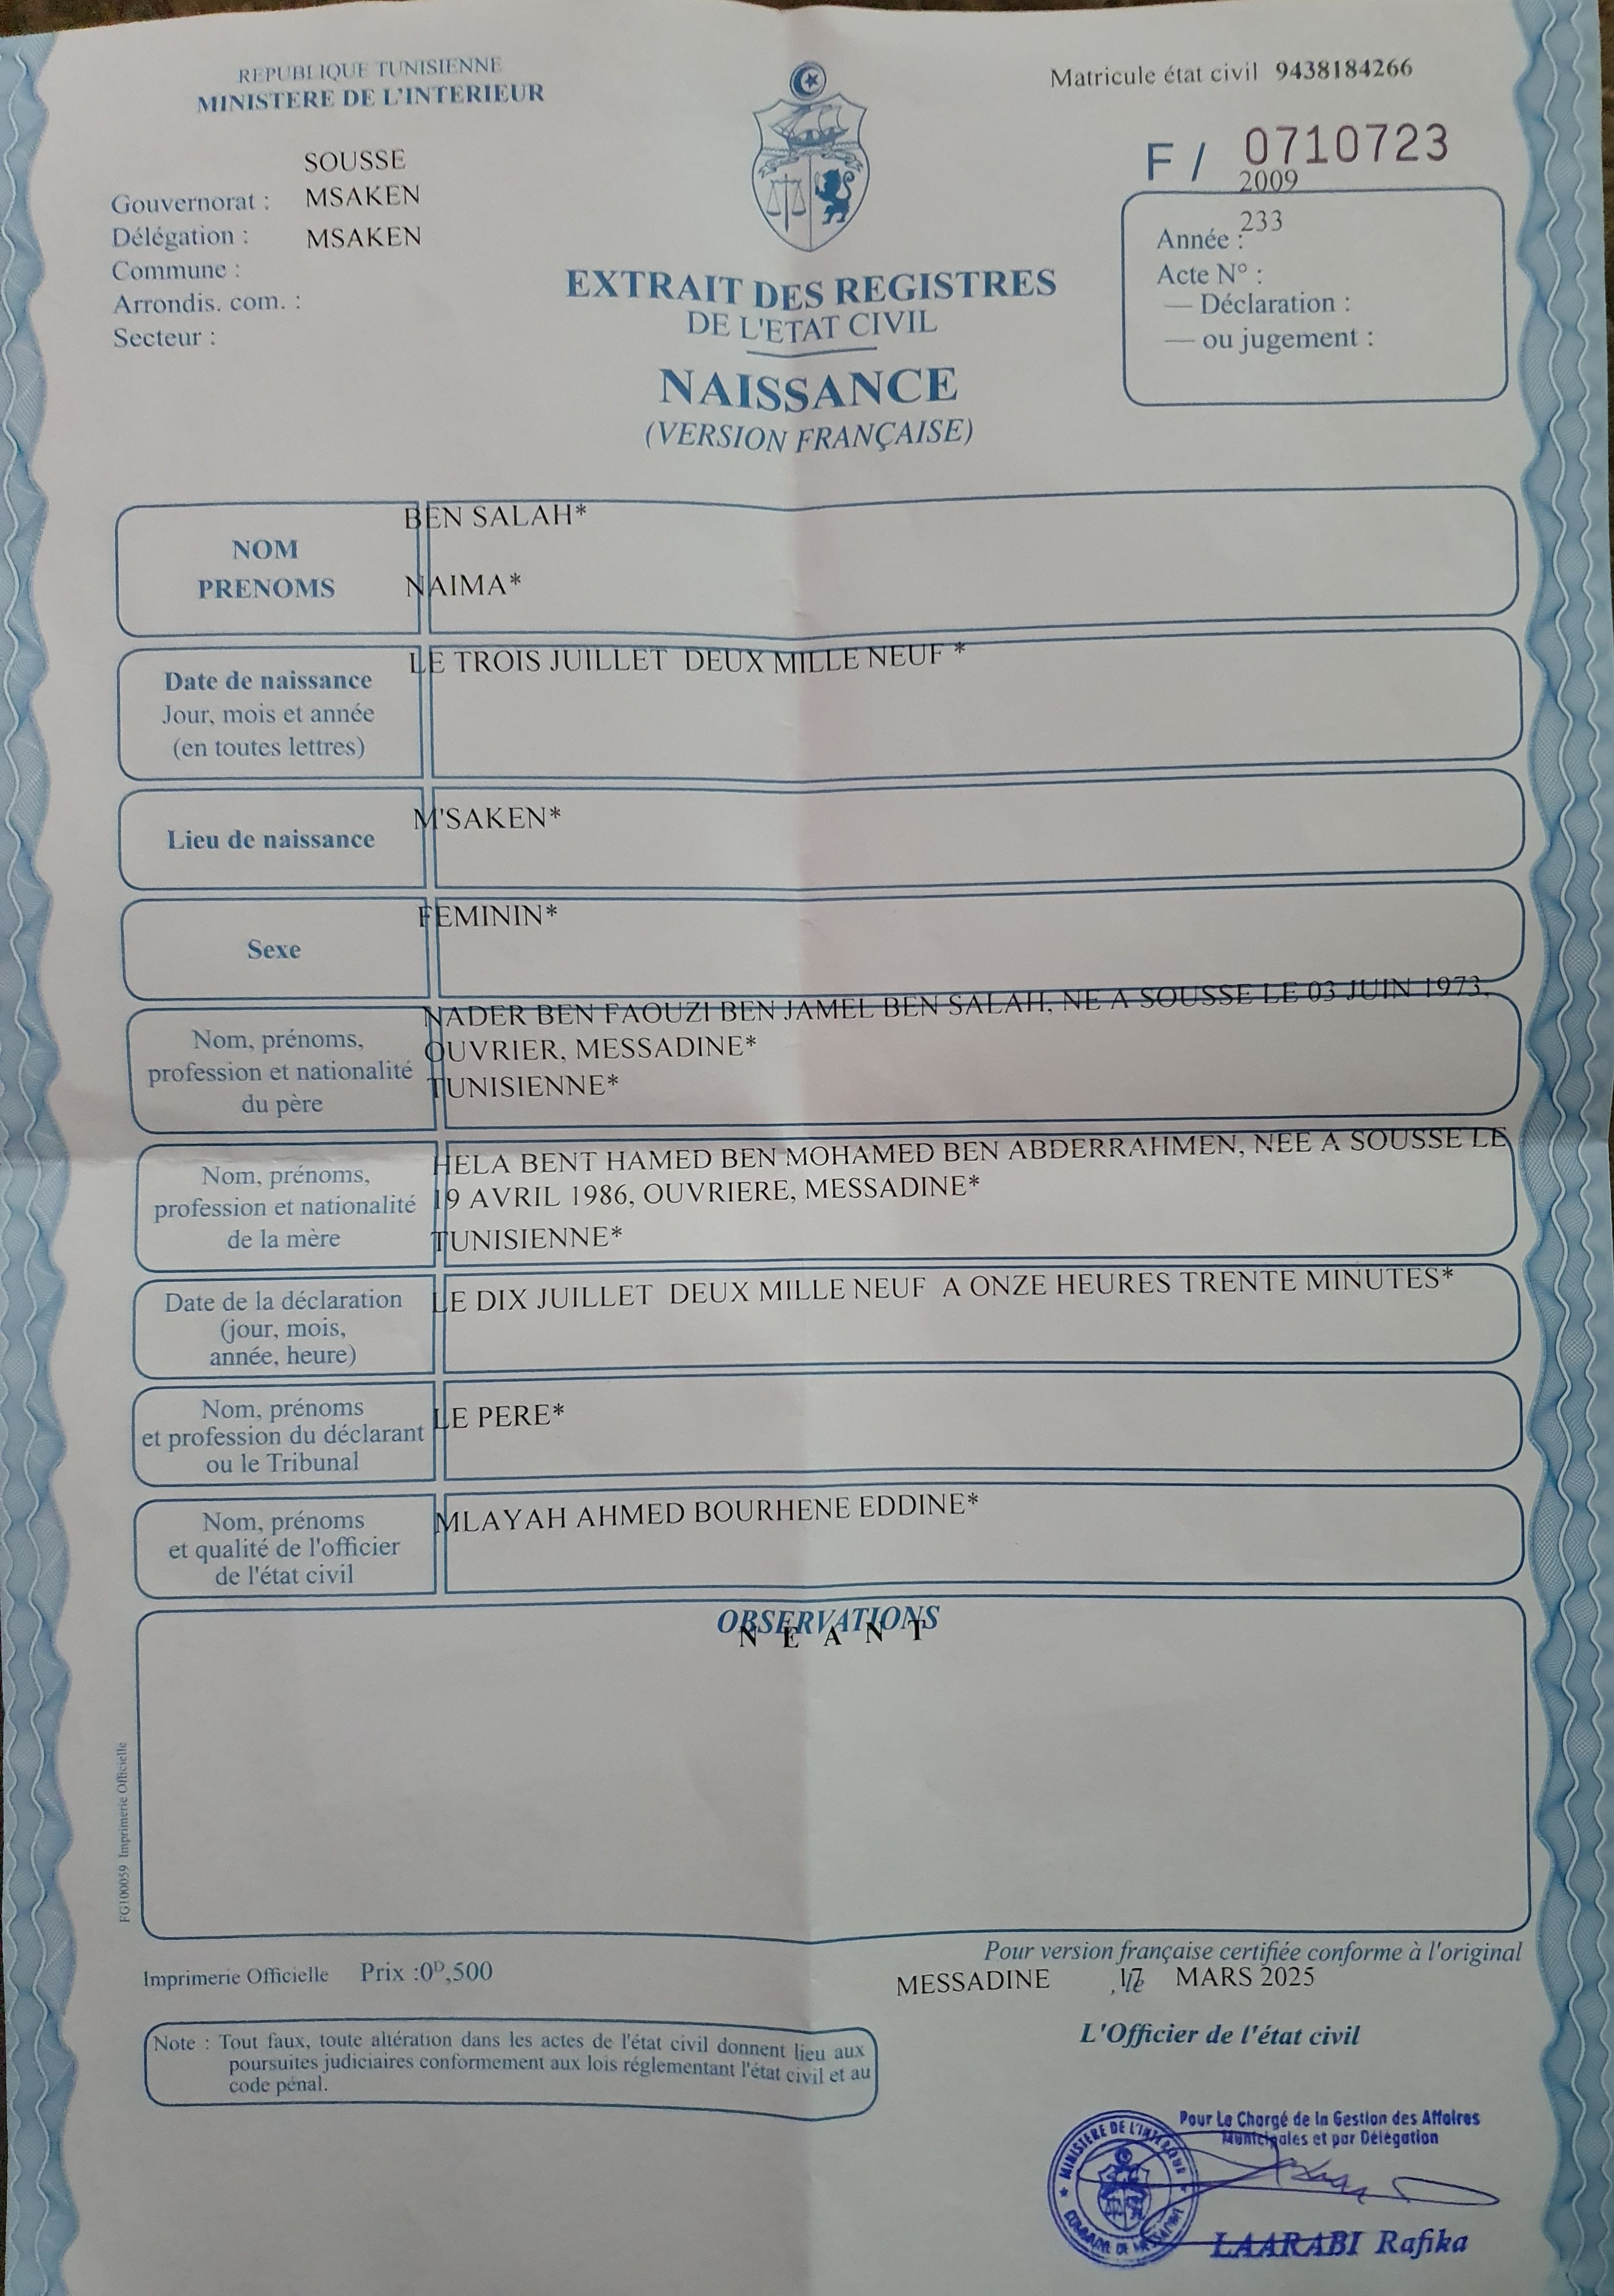 REPUBLIQUE TUNISIENNE
MINISTERE DE L'INTERIEUR
Matricule état civil 9438184266
F / 0710723
SOUSSE
Gouvernorat : MSAKEN
Délégation : MSAKEN
Commune :
Arrondis. com. :
Secteur :
2009
233
Année :
Acte N° :
— Déclaration :
— ou jugement :
EXTRAIT DES REGISTRES
DE L'ETAT CIVIL
NAISSANCE
(VERSION FRANÇAISE)
NOM
PRENOMS
BEN SALAH*
NAIMA*
Date de naissance
Jour, mois et année
(en toutes lettres)
LE TROIS JUILLET DEUX MILLE NEUF *
Lieu de naissance
M'SAKEN*
Sexe
FEMININ*
Nom, prénoms,
profession et nationalité
du père
NADER BEN FAOUZI BEN JAMEL BEN SALAH, NE A SOUSSE LE 03 JUIN 1973,
OUVRIER, MESSADINE*
TUNISIENNE*
Nom, prénoms,
profession et nationalité
de la mère
HELA BENT HAMED BEN MOHAMED BEN ABDERRAHMEN, NEE A SOUSSE LE
19 AVRIL 1986, OUVRIERE, MESSADINE*
TUNISIENNE*
Date de la déclaration
(jour, mois,
année, heure)
LE DIX JUILLET DEUX MILLE NEUF A ONZE HEURES TRENTE MINUTES*
Nom, prénoms
et profession du déclarant
ou le Tribunal
LE PERE*
Nom, prénoms
et qualité de l'officier
de l'état civil
MLAYAH AHMED BOURHENE EDDINE*
OBSERVATIONS
N E A N T
FG100059 Imprimerie Officielle
Imprimerie Officielle Prix :0ᴰ,500
Pour version française certifiée conforme à l'original
MESSADINE , le 17 MARS 2025
L'Officier de l'état civil
Note : Tout faux, toute altération dans les actes de l'état civil donnent lieu aux
poursuites judiciaires conformement aux lois réglementant l'état civil et au
code pénal.
Pour Le Chargé de la Gestion des Affaires
Municipales et par Délégation
MINISTERE DE L'INTERIEUR
COMMUNE DE MESSADINE
LAARABI Rafika